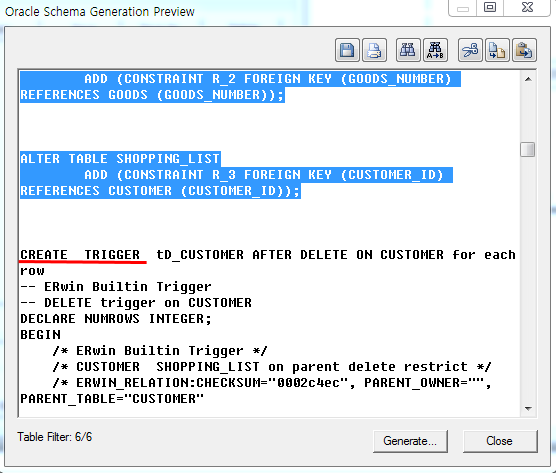 Oracle Schema Generation Preview
A→B
ADD (CONSTRAINT R_2 FOREIGN KEY (GOODS_NUMBER)
REFERENCES GOODS (GOODS_NUMBER));
ALTER TABLE SHOPPING_LIST
ADD (CONSTRAINT R_3 FOREIGN KEY (CUSTOMER_ID)
REFERENCES CUSTOMER (CUSTOMER_ID));
CREATE  TRIGGER  tD_CUSTOMER AFTER DELETE ON CUSTOMER for each
row
-- ERwin Builtin Trigger
-- DELETE trigger on CUSTOMER
DECLARE NUMROWS INTEGER;
BEGIN
/* ERwin Builtin Trigger */
/* CUSTOMER  SHOPPING_LIST on parent delete restrict */
/* ERWIN_RELATION:CHECKSUM="0002c4ec", PARENT_OWNER="",
PARENT_TABLE="CUSTOMER"
Table Filter: 6/6
Generate...
Close